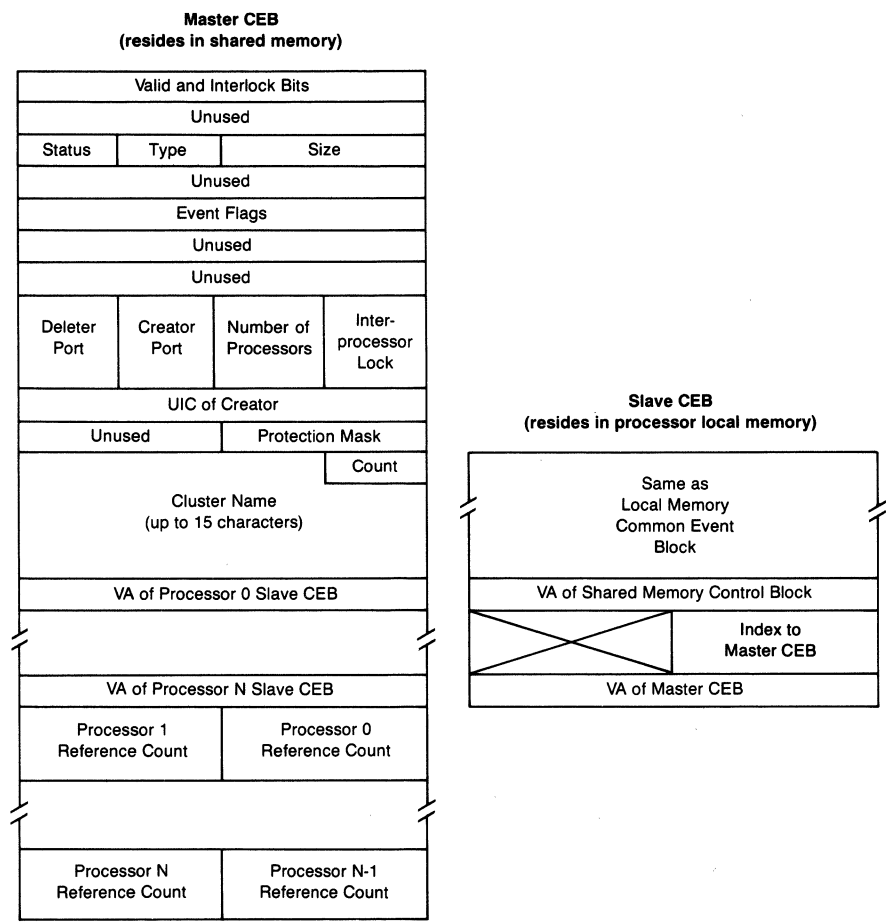 Master CEB
(resides in shared memory)
Valid and Interlock Bits
Unused
Status Type Size
Unused
Event Flags
Unused
Unused
Deleter Port
Creator Port
Number of Processors
Inter-
processor
Lock
UIC of Creator
Unused Protection Mask
Count
Cluster Name
(up to 15 characters)
VA of Processor 0 Slave CEB
VA of Processor N Slave CEB
Processor 1
Reference Count
Processor 0
Reference Count
Processor N
Reference Count
Processor N-1
Reference Count
Slave CEB
(resides in processor local memory)
Same as
Local Memory
Common Event
Block
VA of Shared Memory Control Block
Index to
Master CEB
VA of Master CEB